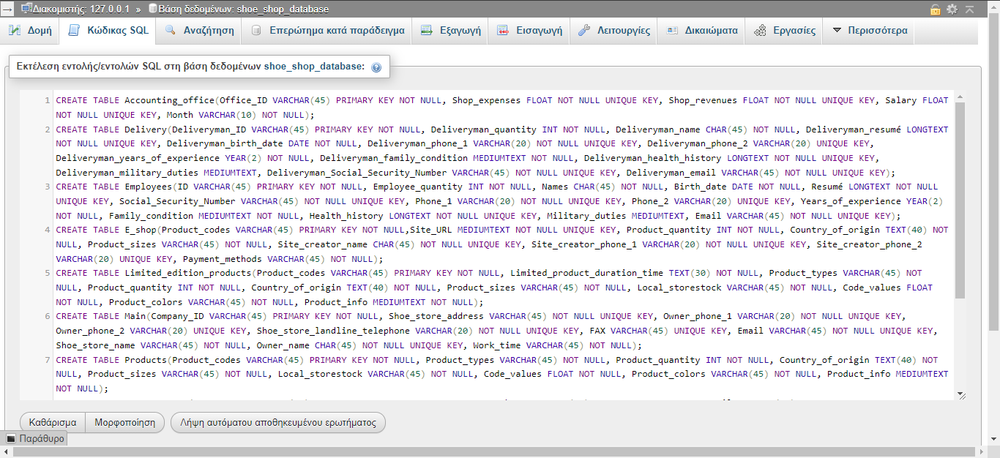 Διακομιστής: 127.0.0.1 » Βάση δεδομένων: shoe_shop_database
Δομή Κώδικας SQL Αναζήτηση Επερώτημα κατά παράδειγμα Εξαγωγή Εισαγωγή Λειτουργίες Δικαιώματα Εργασίες Περισσότερα
Εκτέλεση εντολής/εντολών SQL στη βάση δεδομένων shoe_shop_database:
1 CREATE TABLE Accounting_office(Office_ID VARCHAR(45) PRIMARY KEY NOT NULL, Shop_expenses FLOAT NOT NULL UNIQUE KEY, Shop_revenues FLOAT NOT NULL UNIQUE KEY, Salary FLOAT
NOT NULL UNIQUE KEY, Month VARCHAR(10) NOT NULL);
2 CREATE TABLE Delivery(Deliveryman_ID VARCHAR(45) PRIMARY KEY NOT NULL, Deliveryman_quantity INT NOT NULL, Deliveryman_name CHAR(45) NOT NULL, Deliveryman_resumé LONGTEXT
NOT NULL UNIQUE KEY, Deliveryman_birth_date DATE NOT NULL, Deliveryman_phone_1 VARCHAR(20) NOT NULL UNIQUE KEY, Deliveryman_phone_2 VARCHAR(20) UNIQUE KEY,
Deliveryman_years_of_experience YEAR(2) NOT NULL, Deliveryman_family_condition MEDIUMTEXT NOT NULL, Deliveryman_health_history LONGTEXT NOT NULL UNIQUE KEY,
Deliveryman_military_duties MEDIUMTEXT, Deliveryman_Social_Security_Number VARCHAR(45) NOT NULL UNIQUE KEY, Deliveryman_email VARCHAR(45) NOT NULL UNIQUE KEY);
3 CREATE TABLE Employees(ID VARCHAR(45) PRIMARY KEY NOT NULL, Employee_quantity INT NOT NULL, Names CHAR(45) NOT NULL, Birth_date DATE NOT NULL, Resumé LONGTEXT NOT NULL
UNIQUE KEY, Social_Security_Number VARCHAR(45) NOT NULL UNIQUE KEY, Phone_1 VARCHAR(20) NOT NULL UNIQUE KEY, Phone_2 VARCHAR(20) UNIQUE KEY, Years_of_experience YEAR(2)
NOT NULL, Family_condition MEDIUMTEXT NOT NULL, Health_history LONGTEXT NOT NULL UNIQUE KEY, Military_duties MEDIUMTEXT, Email VARCHAR(45) NOT NULL UNIQUE KEY);
4 CREATE TABLE E_shop(Product_codes VARCHAR(45) PRIMARY KEY NOT NULL,Site_URL MEDIUMTEXT NOT NULL UNIQUE KEY, Product_quantity INT NOT NULL, Country_of_origin TEXT(40) NOT
NULL, Product_sizes VARCHAR(45) NOT NULL, Site_creator_name CHAR(45) NOT NULL UNIQUE KEY, Site_creator_phone_1 VARCHAR(20) NOT NULL UNIQUE KEY, Site_creator_phone_2
VARCHAR(20) UNIQUE KEY, Payment_methods VARCHAR(45) NOT NULL);
5 CREATE TABLE Limited_edition_products(Product_codes VARCHAR(45) PRIMARY KEY NOT NULL, Limited_product_duration_time TEXT(30) NOT NULL, Product_types VARCHAR(45) NOT
NULL, Product_quantity INT NOT NULL, Country_of_origin TEXT(40) NOT NULL, Product_sizes VARCHAR(45) NOT NULL, Local_storestock VARCHAR(45) NOT NULL, Code_values FLOAT
NOT NULL, Product_colors VARCHAR(45) NOT NULL, Product_info MEDIUMTEXT NOT NULL);
6 CREATE TABLE Main(Company_ID VARCHAR(45) PRIMARY KEY NOT NULL, Shoe_store_address VARCHAR(45) NOT NULL UNIQUE KEY, Owner_phone_1 VARCHAR(20) NOT NULL UNIQUE KEY,
Owner_phone_2 VARCHAR(20) UNIQUE KEY, Shoe_store_landline_telephone VARCHAR(20) NOT NULL UNIQUE KEY, FAX VARCHAR(45) UNIQUE KEY, Email VARCHAR(45) NOT NULL UNIQUE KEY,
Shoe_store_name VARCHAR(45) NOT NULL, Owner_name CHAR(45) NOT NULL UNIQUE KEY, Work_time VARCHAR(45) NOT NULL);
7 CREATE TABLE Products(Product_codes VARCHAR(45) PRIMARY KEY NOT NULL, Product_types VARCHAR(45) NOT NULL, Product_quantity INT NOT NULL, Country_of_origin TEXT(40) NOT
NULL, Product_sizes VARCHAR(45) NOT NULL, Local_storestock VARCHAR(45) NOT NULL, Code_values FLOAT NOT NULL, Product_colors VARCHAR(45) NOT NULL, Product_info MEDIUMTEXT
NOT NULL);
Καθάρισμα Μορφοποίηση Λήψη αυτόματου αποθηκευμένου ερωτήματος
Παράθυρο